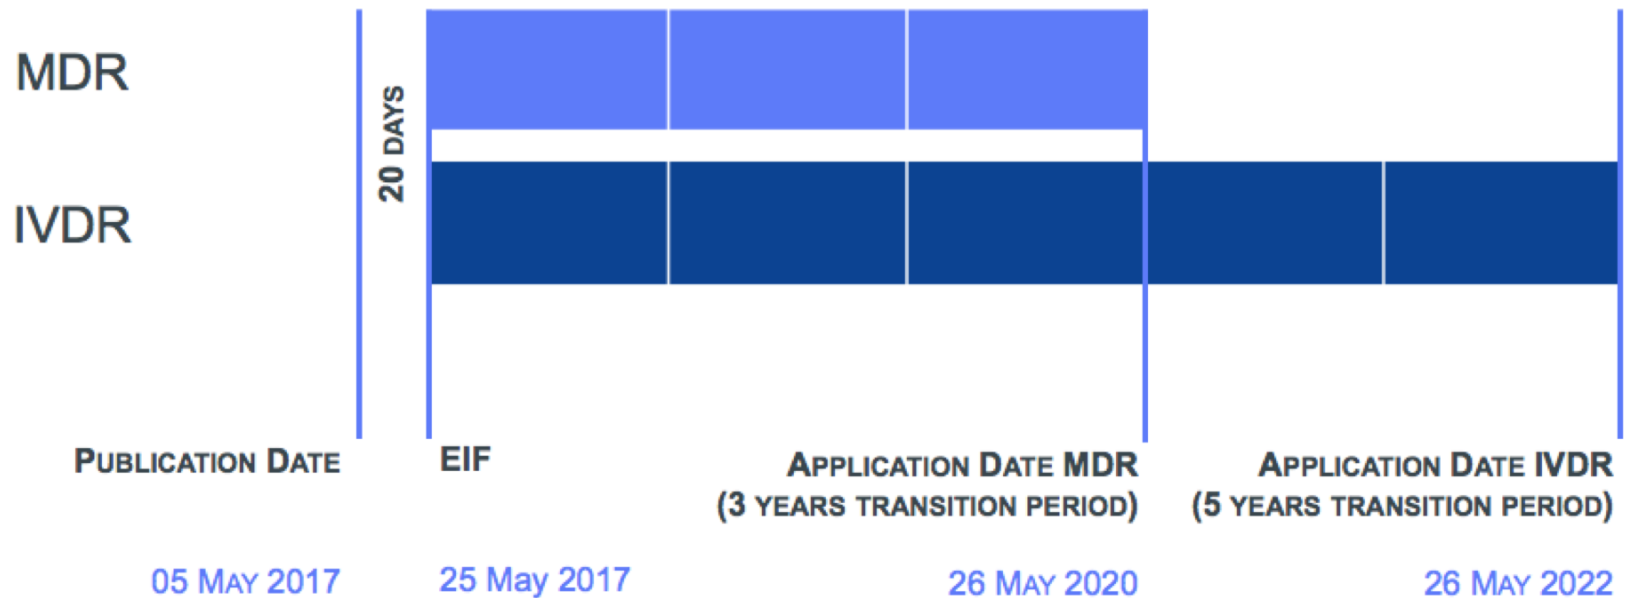 MDR
20 DAYS
IVDR
PUBLICATION DATE
EIF
APPLICATION DATE MDR
(3 YEARS TRANSITION PERIOD)
APPLICATION DATE IVDR
(5 YEARS TRANSITION PERIOD)
05 MAY 2017
25 May 2017
26 MAY 2020
26 MAY 2022